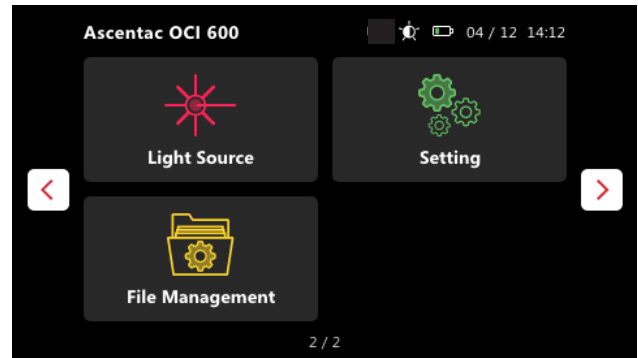 Ascentac OCI 600 04 / 12 14:12
Light Source Setting
File Management
2 / 2